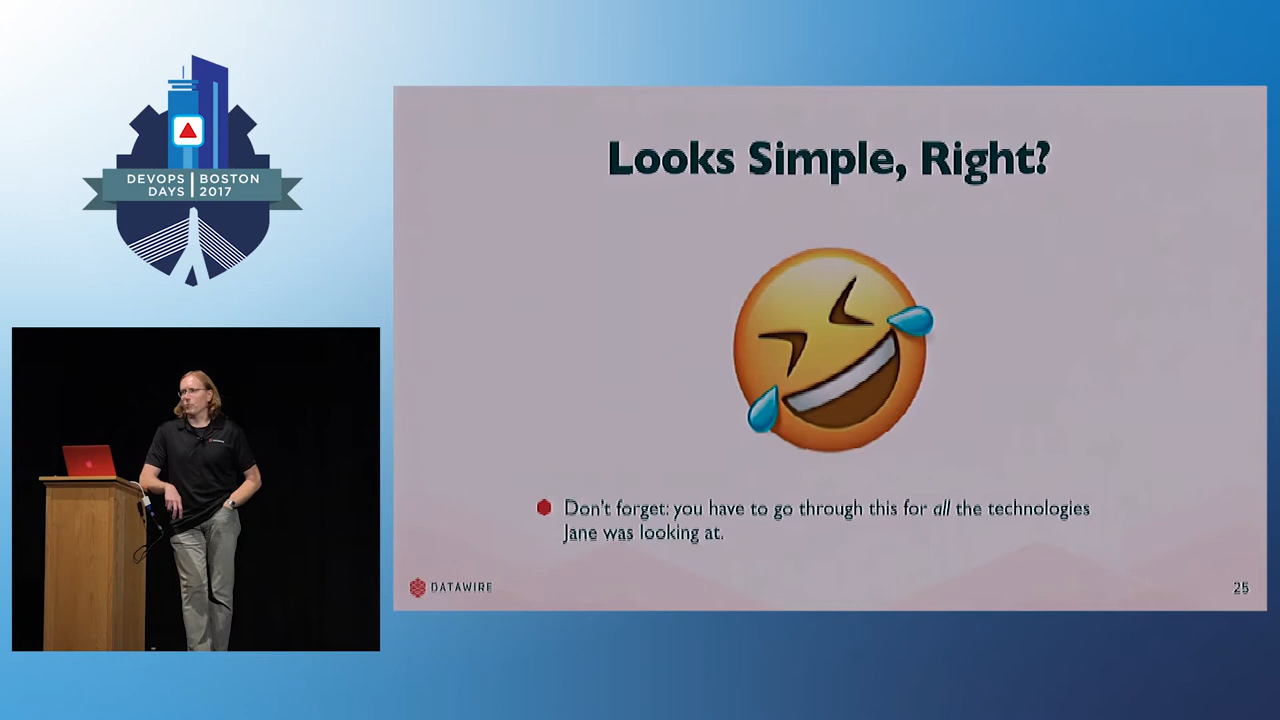 DEVOPS BOSTON
DAYS 2017
Looks Simple, Right?
Don't forget: you have to go through this for all the technologies
Jane was looking at.
DATAWIRE
25